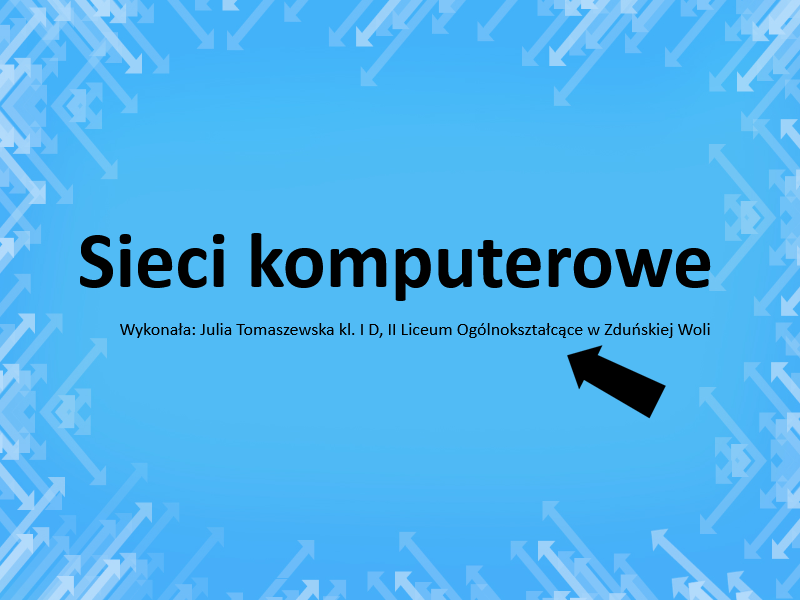 Sieci komputerowe
Wykonała: Julia Tomaszewska kl. I D, II Liceum Ogólnokształcące w Zduńskiej Woli